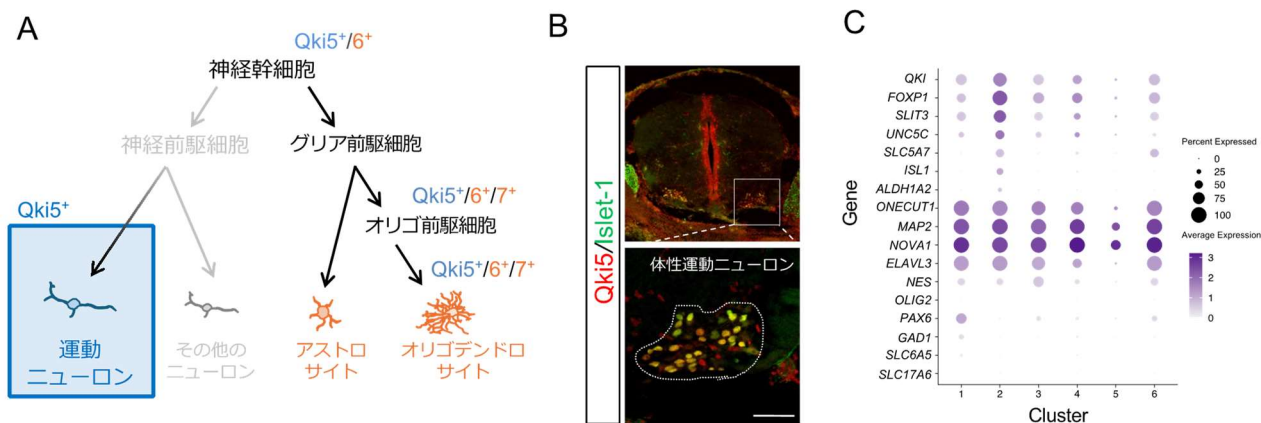 A
Qki5⁺/6⁺
神経幹細胞
神経前駆細胞
グリア前駆細胞
Qki5⁺/6⁺/7⁺
オリゴ前駆細胞
Qki5⁺
Qki5⁺/6⁺/7⁺
運動
ニューロン
その他の
ニューロン
アストロ
サイト
オリゴデンドロ
サイト
B
Qki5/Islet-1
体性運動ニューロン
C
Gene
QKI
FOXP1
SLIT3
UNC5C
SLC5A7
ISL1
ALDH1A2
ONECUT1
MAP2
NOVA1
ELAVL3
NES
OLIG2
PAX6
GAD1
SLC6A5
SLC17A6
1 2 3 4 5 6
Cluster
Percent Expressed
0
25
50
75
100
Average Expression
3
2
1
0